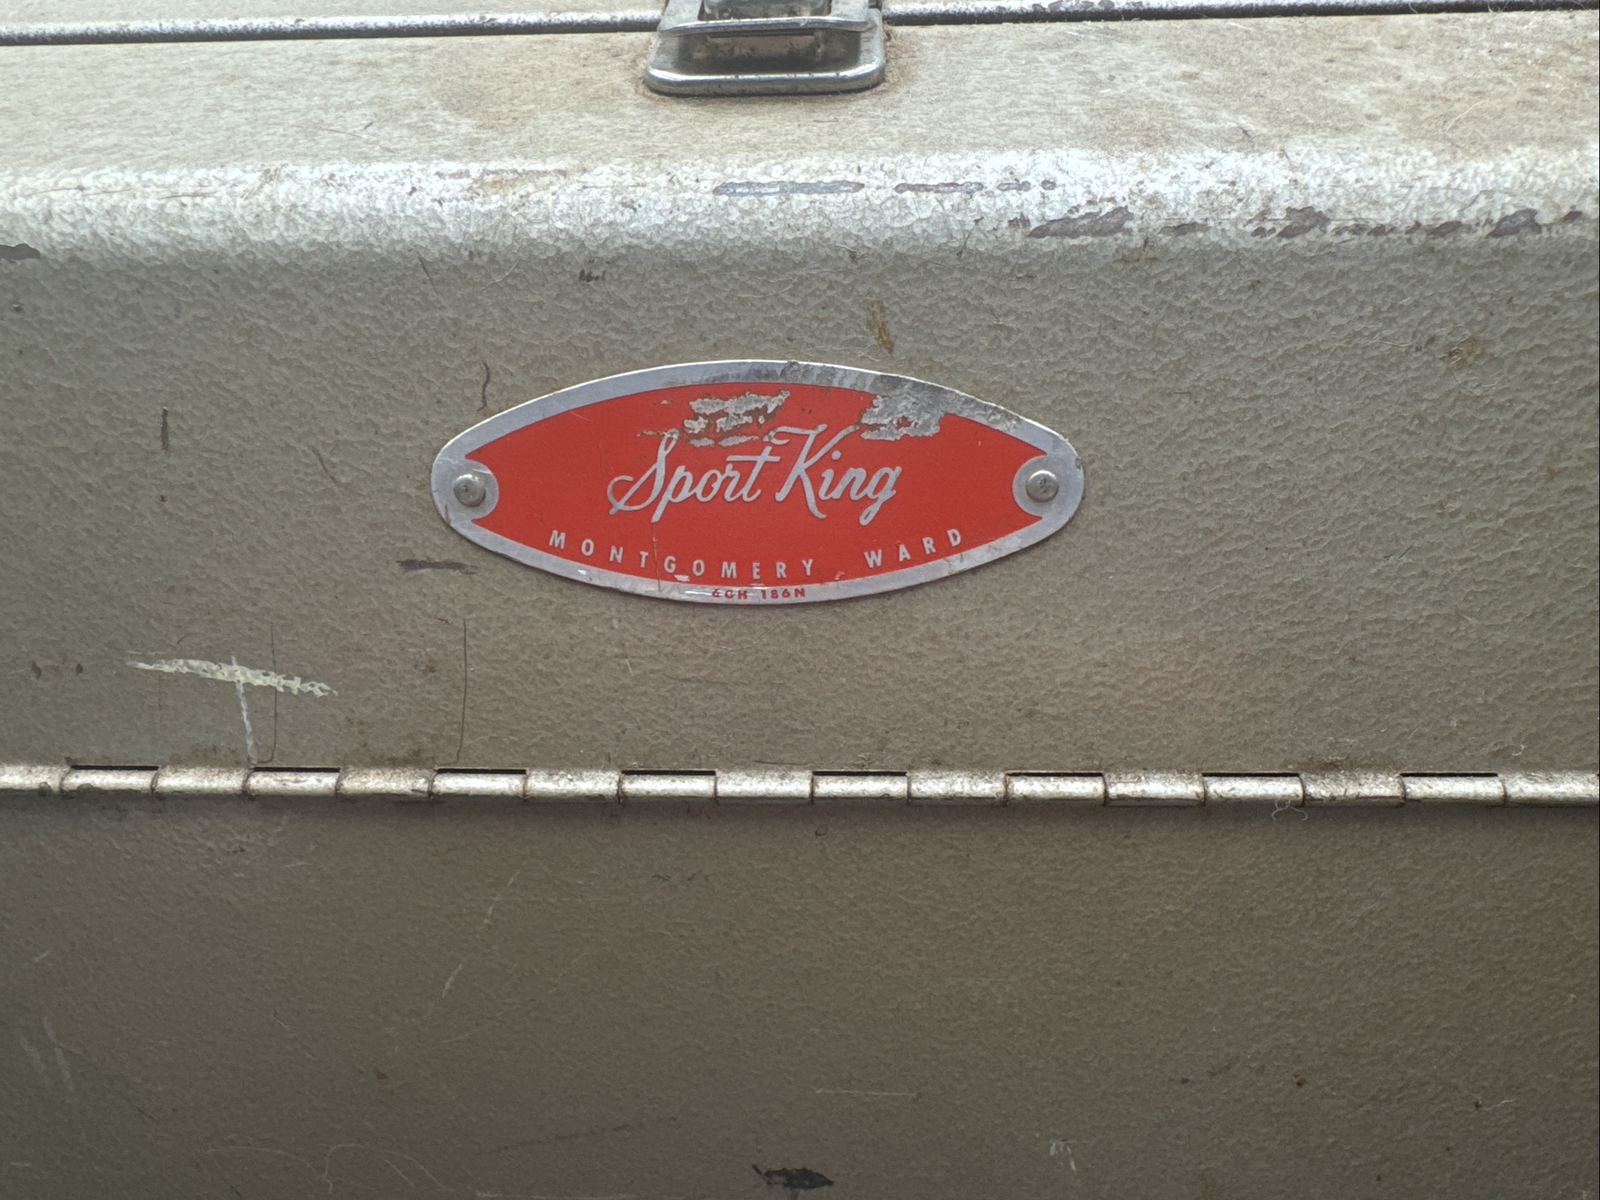 Sport King
MONTGOMERY WARD
6CH 186N